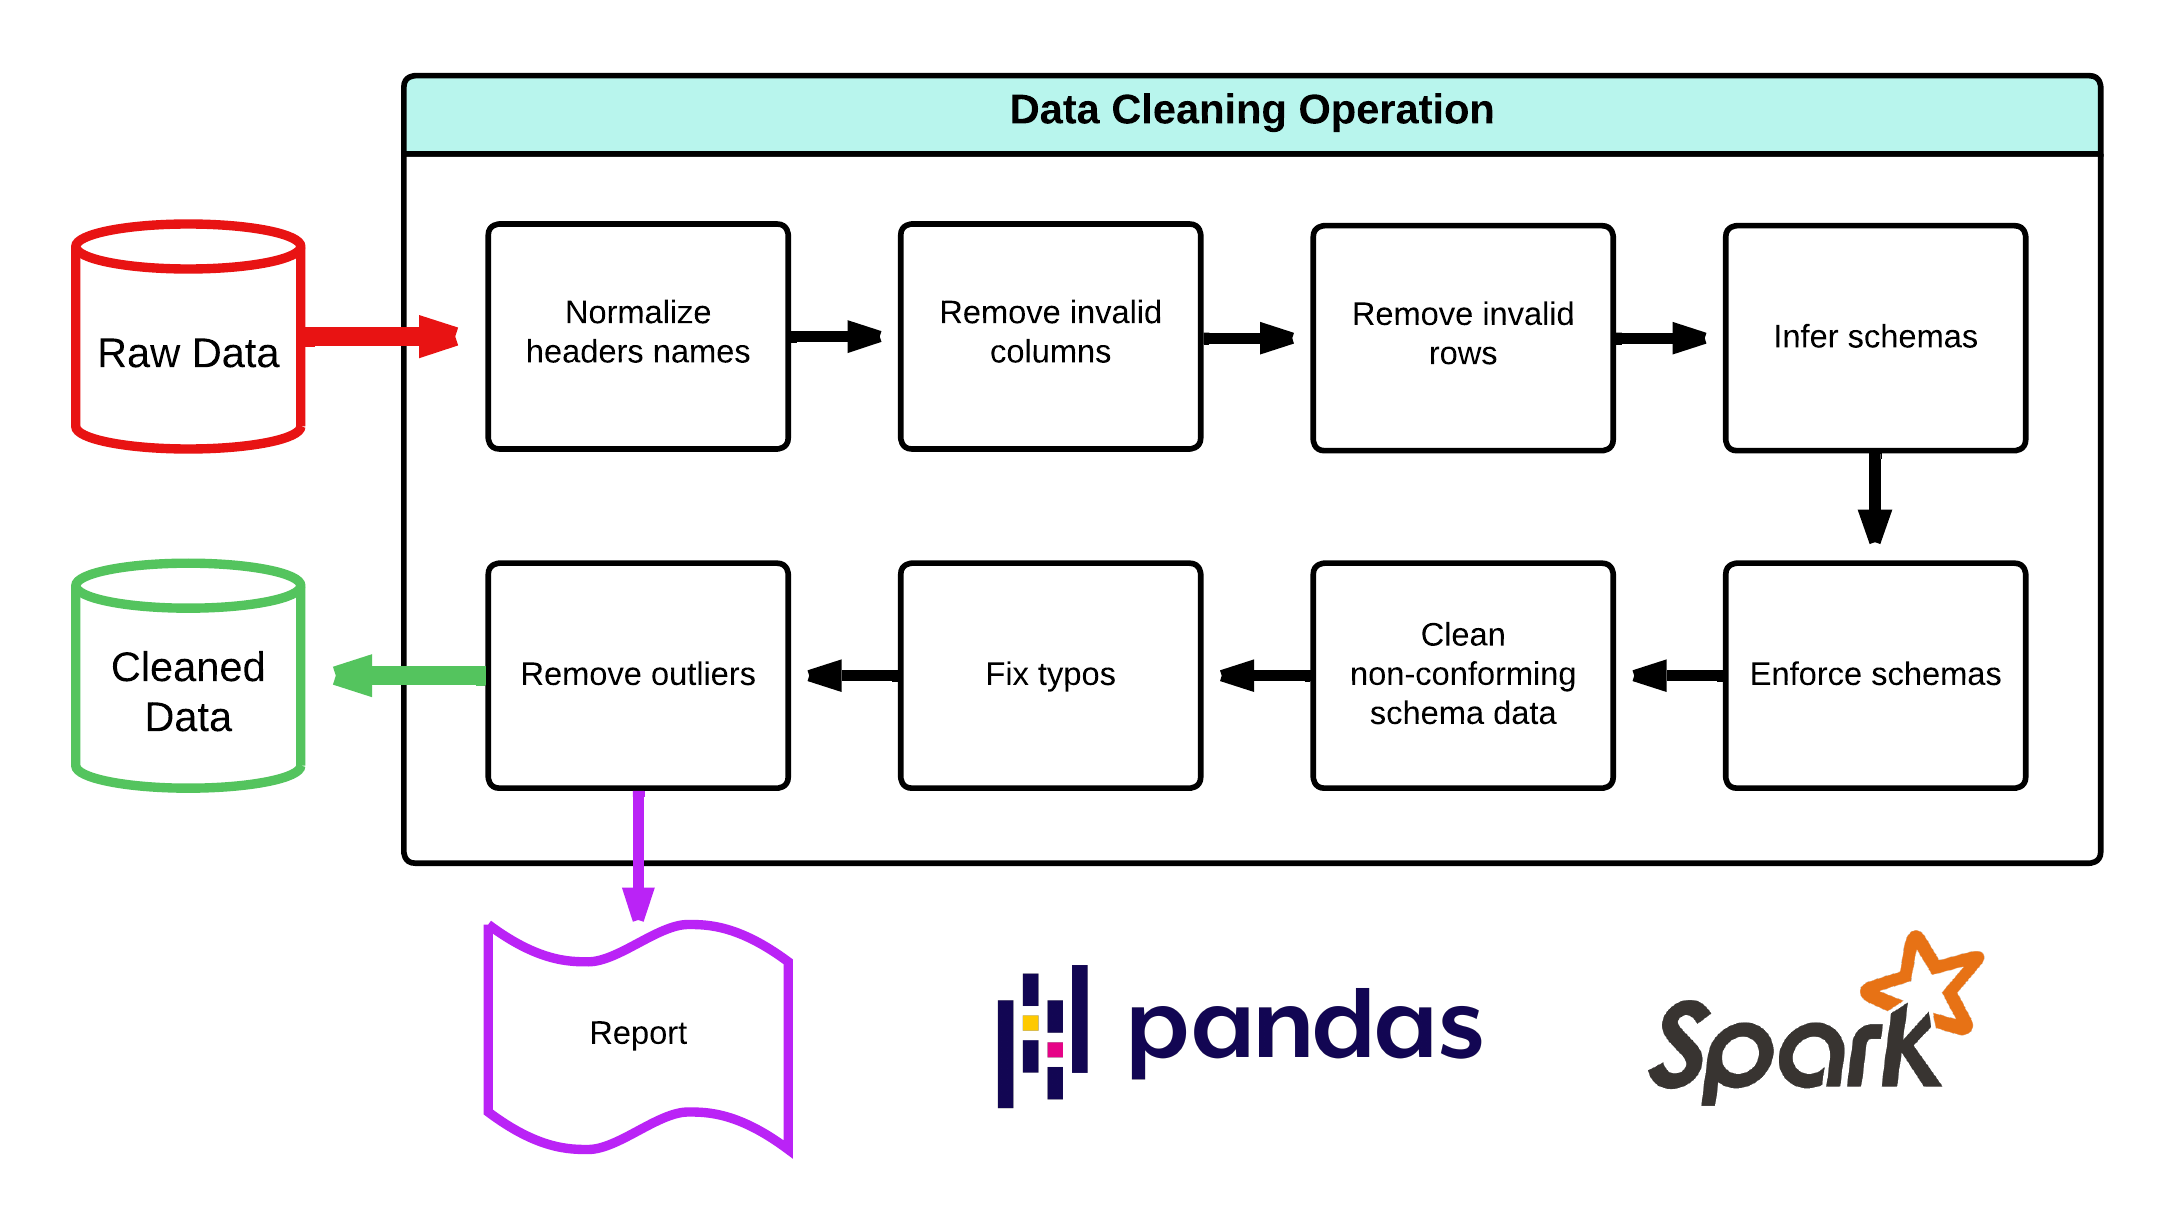 Data Cleaning Operation
Raw Data
Normalize
headers names
Remove invalid
columns
Remove invalid
rows
Infer schemas
Cleaned
Data
Remove outliers
Fix typos
Clean
non-conforming
schema data
Enforce schemas
Report
pandas
Spark